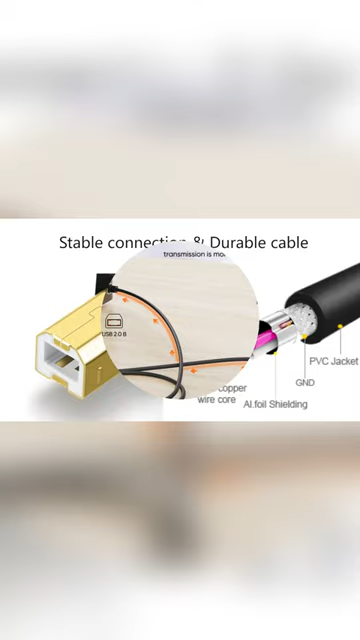 Stable connection & Durable cable
transmission is mo
USB 2.0 B
PVC Jacket
GND
copper
wire core
Al.foil Shielding